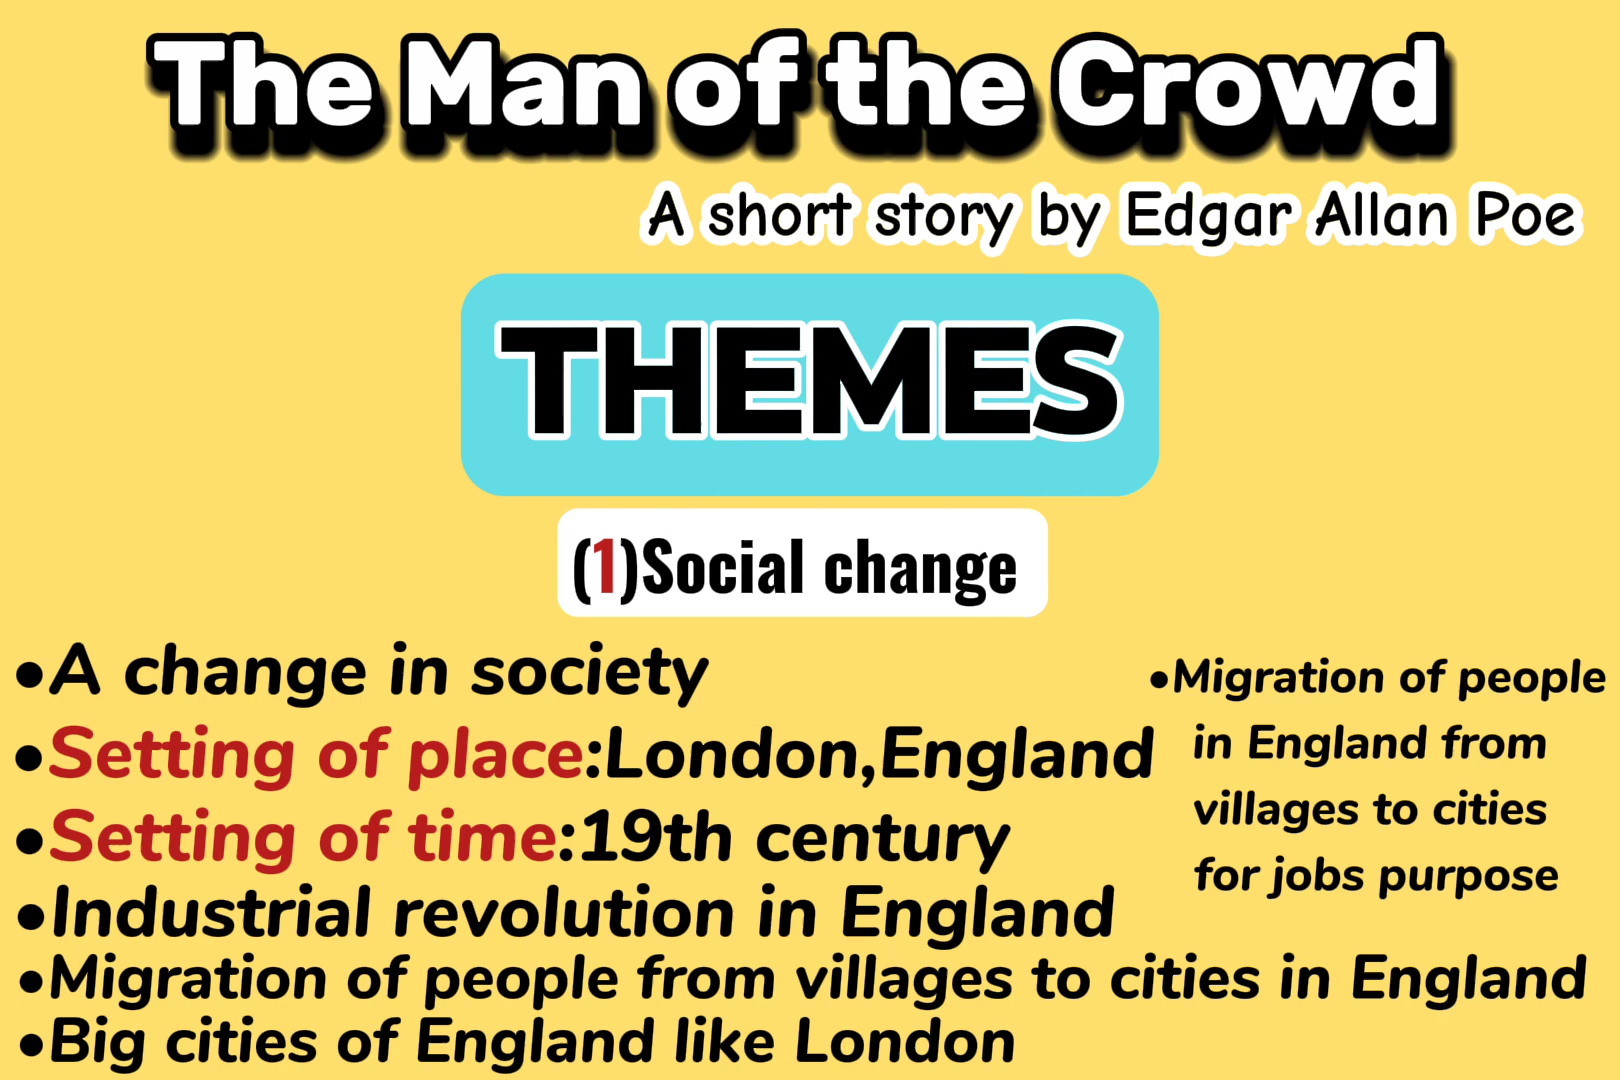 The Man of the Crowd
A short story by Edgar Allan Poe
THEMES
(1)Social change
•A change in society
•Setting of place:London,England
•Setting of time:19th century
•Industrial revolution in England
•Migration of people from villages to cities in England
•Big cities of England like London
•Migration of people
in England from
villages to cities
for jobs purpose